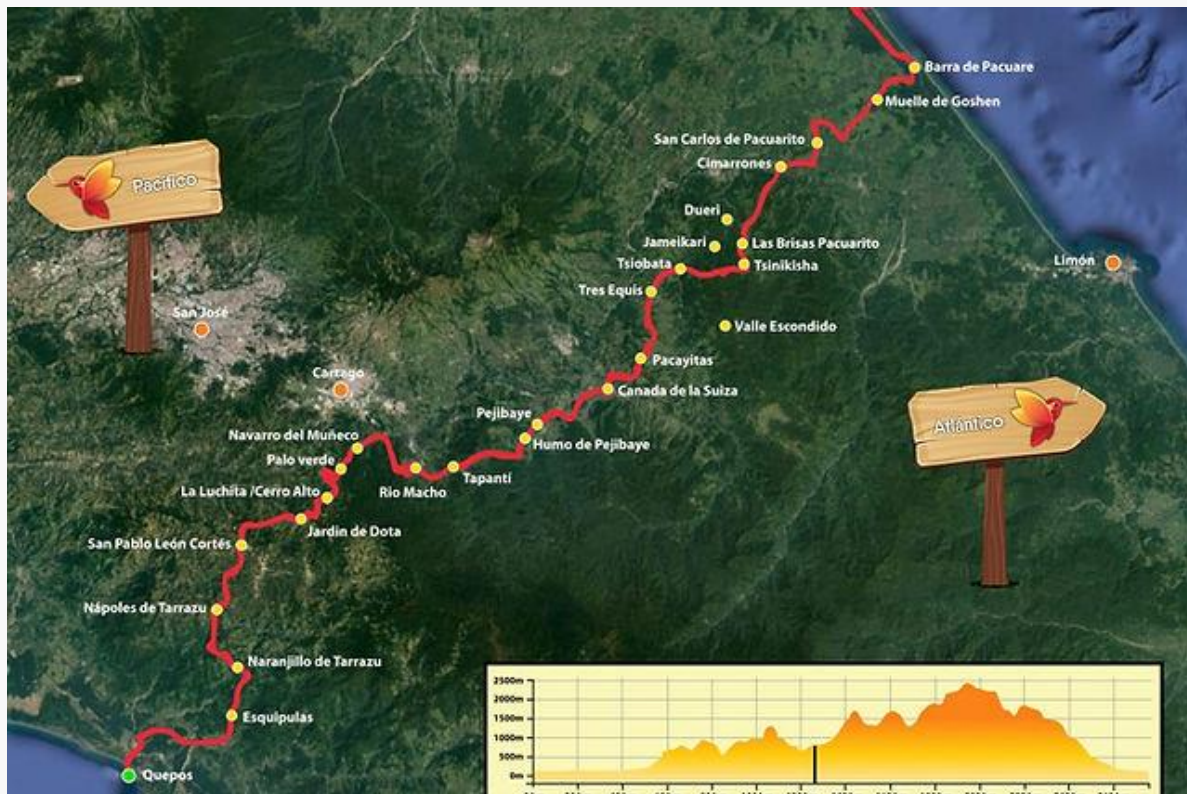 Barra de Pacuare
Muelle de Goshen
San Carlos de Pacuarito
Cimarrones
Pacífico
Dueri
Jameikari
Las Brisas Pacuarito
Tsiobata
Tsinikisha
Limón
Tres Equis
San José
Valle Escondido
Pacayitas
Cartago
Canada de la Suiza
Pejibaye
Atlántico
Navarro del Muñeco
Humo de Pejibaye
Palo verde
Tapantí
La Luchita /Cerro Alto
Rio Macho
Jardin de Dota
San Pablo León Cortés
Nápoles de Tarrazu
Naranjillo de Tarrazu
Esquipulas
Quepos
2500m
2000m
1500m
1000m
500m
0m